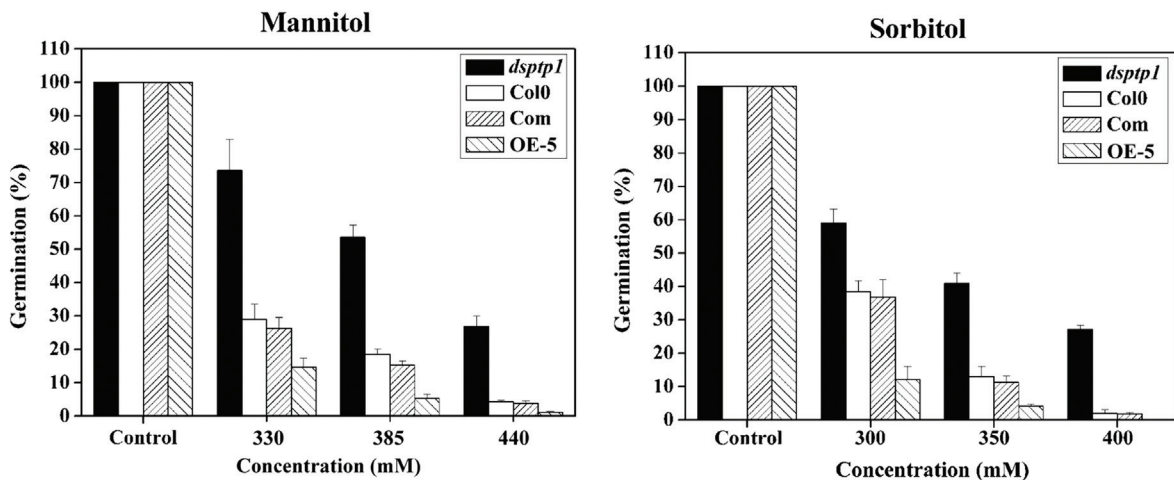 Mannitol
Germination (%)
110
100
90
80
70
60
50
40
30
20
10
0
dsptp1
Col0
Com
OE-5
Control 330 385 440
Concentration (mM)
Sorbitol
Germination (%)
110
100
90
80
70
60
50
40
30
20
10
0
dsptp1
Col0
Com
OE-5
Control 300 350 400
Concentration (mM)